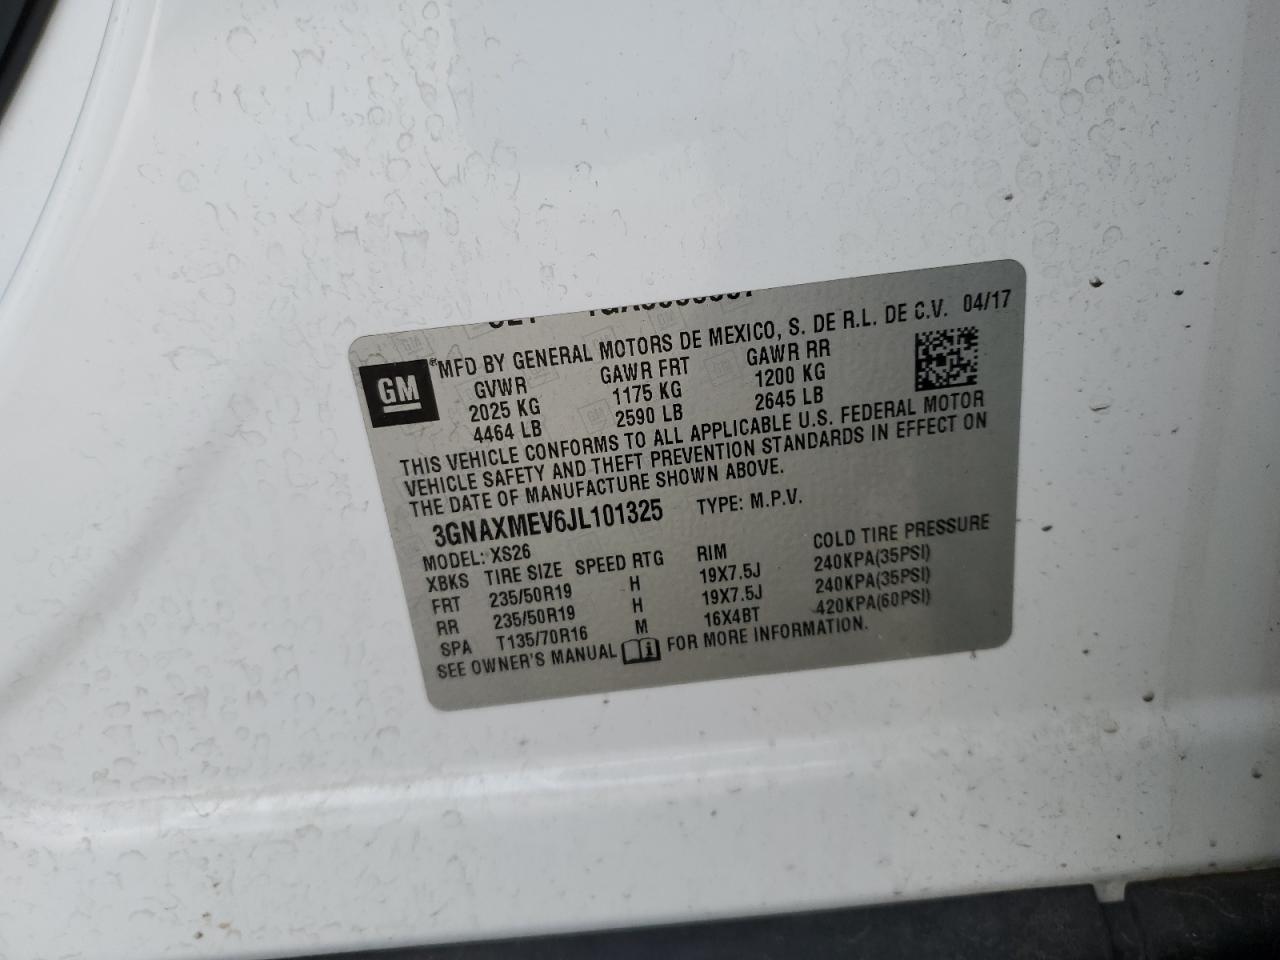 GM
®MFD BY GENERAL MOTORS DE MEXICO, S. DE R.L. DE C.V. 04/17
GVWR GAWR FRT GAWR RR
2025 KG 1175 KG 1200 KG
4464 LB 2590 LB 2645 LB
THIS VEHICLE CONFORMS TO ALL APPLICABLE U.S. FEDERAL MOTOR
VEHICLE SAFETY AND THEFT PREVENTION STANDARDS IN EFFECT ON
THE DATE OF MANUFACTURE SHOWN ABOVE.
3GNAXMEV6JL101325 TYPE: M.P.V.
MODEL: XS26
XBKS TIRE SIZE SPEED RTG RIM COLD TIRE PRESSURE
FRT 235/50R19 H 19X7.5J 240KPA(35PSI)
RR 235/50R19 H 19X7.5J 240KPA(35PSI)
SPA T135/70R16 M 16X4BT 420KPA(60PSI)
SEE OWNER'S MANUAL FOR MORE INFORMATION.